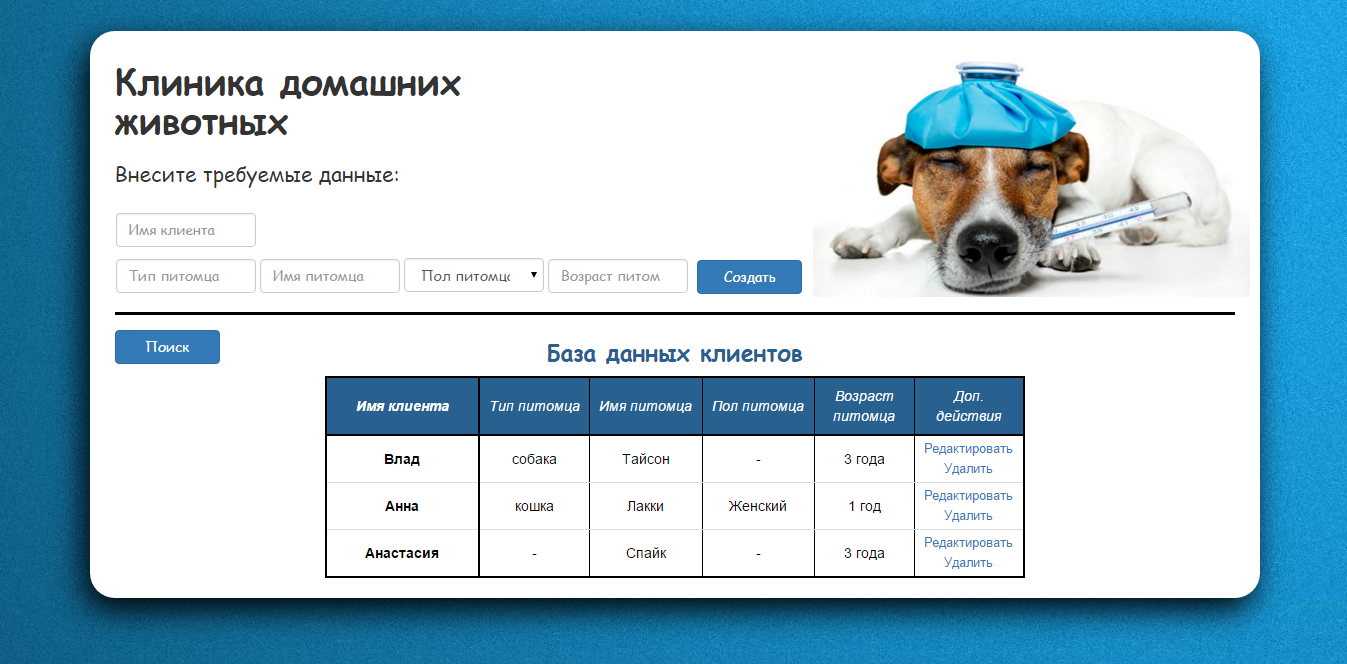 Клиника домашних
животных
Внесите требуемые данные:
Имя клиента
Тип питомца Имя питомца Пол питомц Возраст питом Создать
Поиск
База данных клиентов
Имя клиента Тип питомца Имя питомца Пол питомца Возраст питомца Доп. действия
Влад собака Тайсон - 3 года Редактировать Удалить
Анна кошка Лакки Женский 1 год Редактировать Удалить
Анастасия - Спайк - 3 года Редактировать Удалить